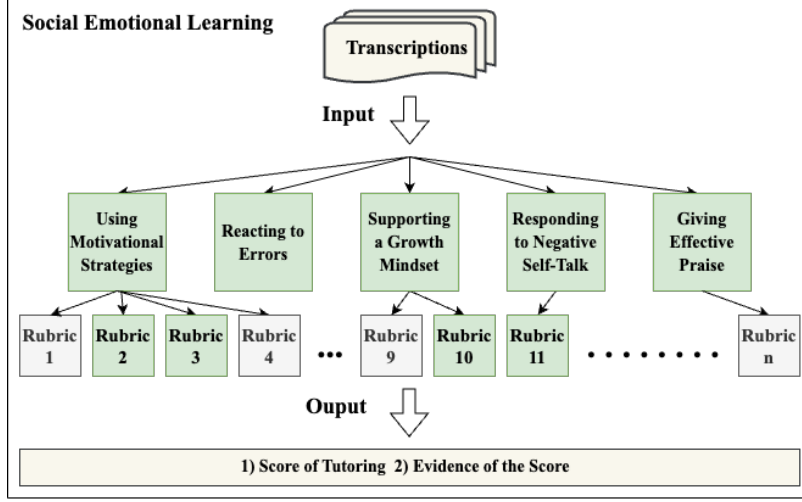 Social Emotional Learning
Transcriptions
Input
Using
Motivational
Strategies
Reacting to
Errors
Supporting
a Growth
Mindset
Responding
to Negative
Self-Talk
Giving
Effective
Praise
Rubric
1
Rubric
2
Rubric
3
Rubric
4
...
Rubric
9
Rubric
10
Rubric
11
. . . . . . . .
Rubric
n
Ouput
1) Score of Tutoring 2) Evidence of the Score